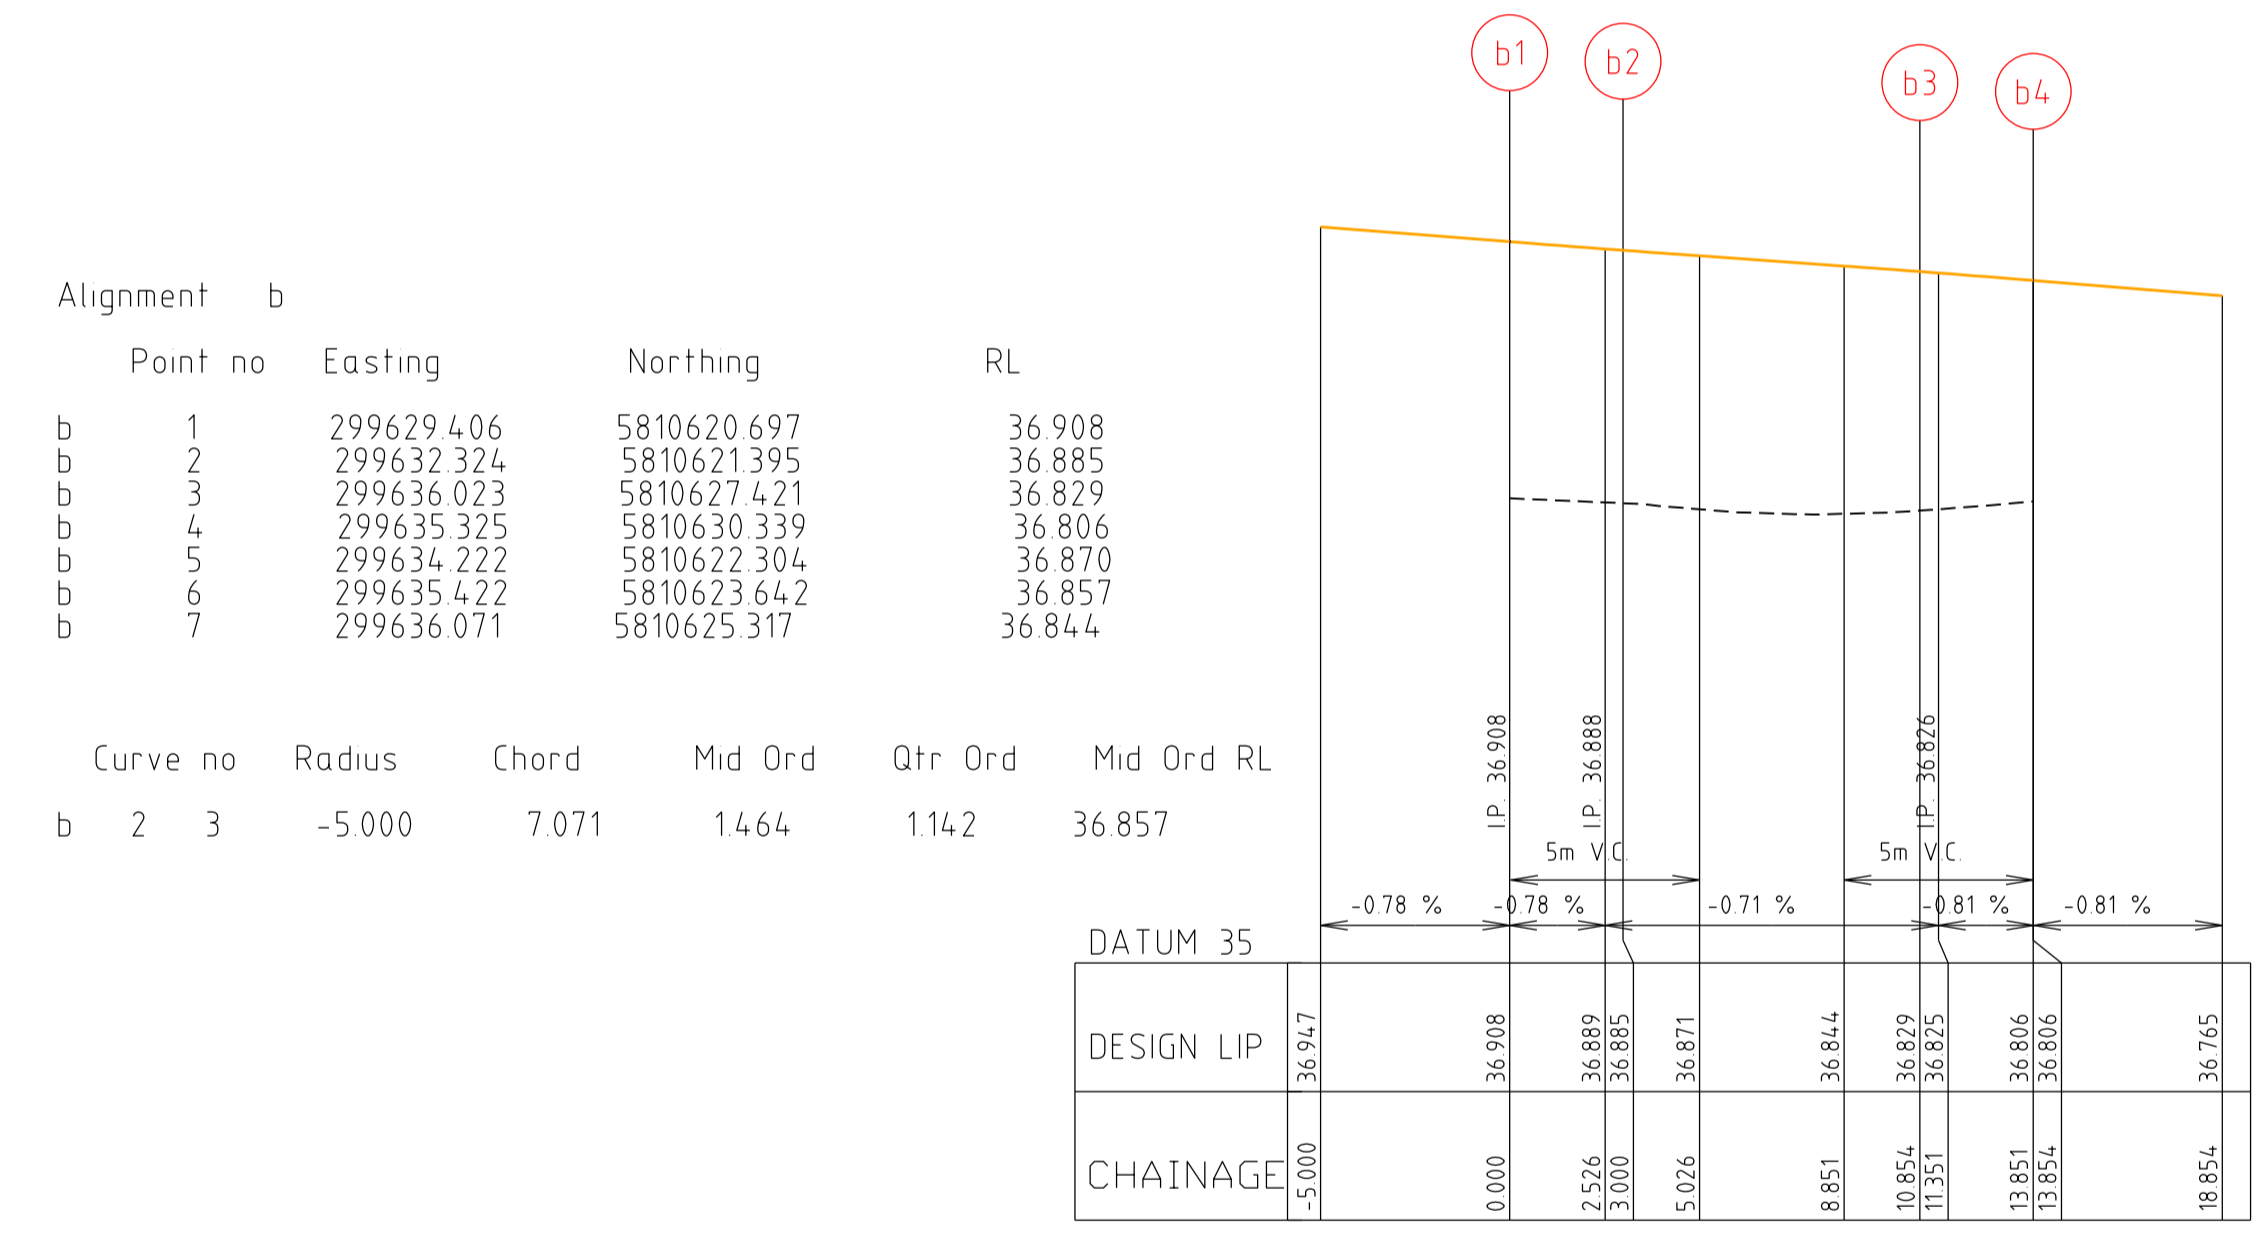 b1
b2
b3
b4
Alignment b
Point no Easting Northing RL
b 1 299629.406 5810620.697 36.908
b 2 299632.324 5810621.395 36.885
b 3 299636.023 5810627.421 36.829
b 4 299635.325 5810630.339 36.806
b 5 299634.222 5810622.304 36.870
b 6 299635.422 5810623.642 36.857
b 7 299636.071 5810625.317 36.844
Curve no Radius Chord Mid Ord Qtr Ord Mid Ord RL
b 2 3 -5.000 7.071 1.464 1.142 36.857
I.P. 36.908
I.P. 36.888
I.P. 36.826
5m V.C. 5m V.C.
-0.78 % -0.78 % -0.71 % -0.81 % -0.81 %
DATUM 35
DESIGN LIP 36.947 36.908 36.889 36.885 36.871 36.844 36.829 36.825 36.806 36.806 36.765
CHAINAGE -5.000 0.000 2.526 3.000 5.026 8.851 10.854 11.351 13.851 13.854 18.854